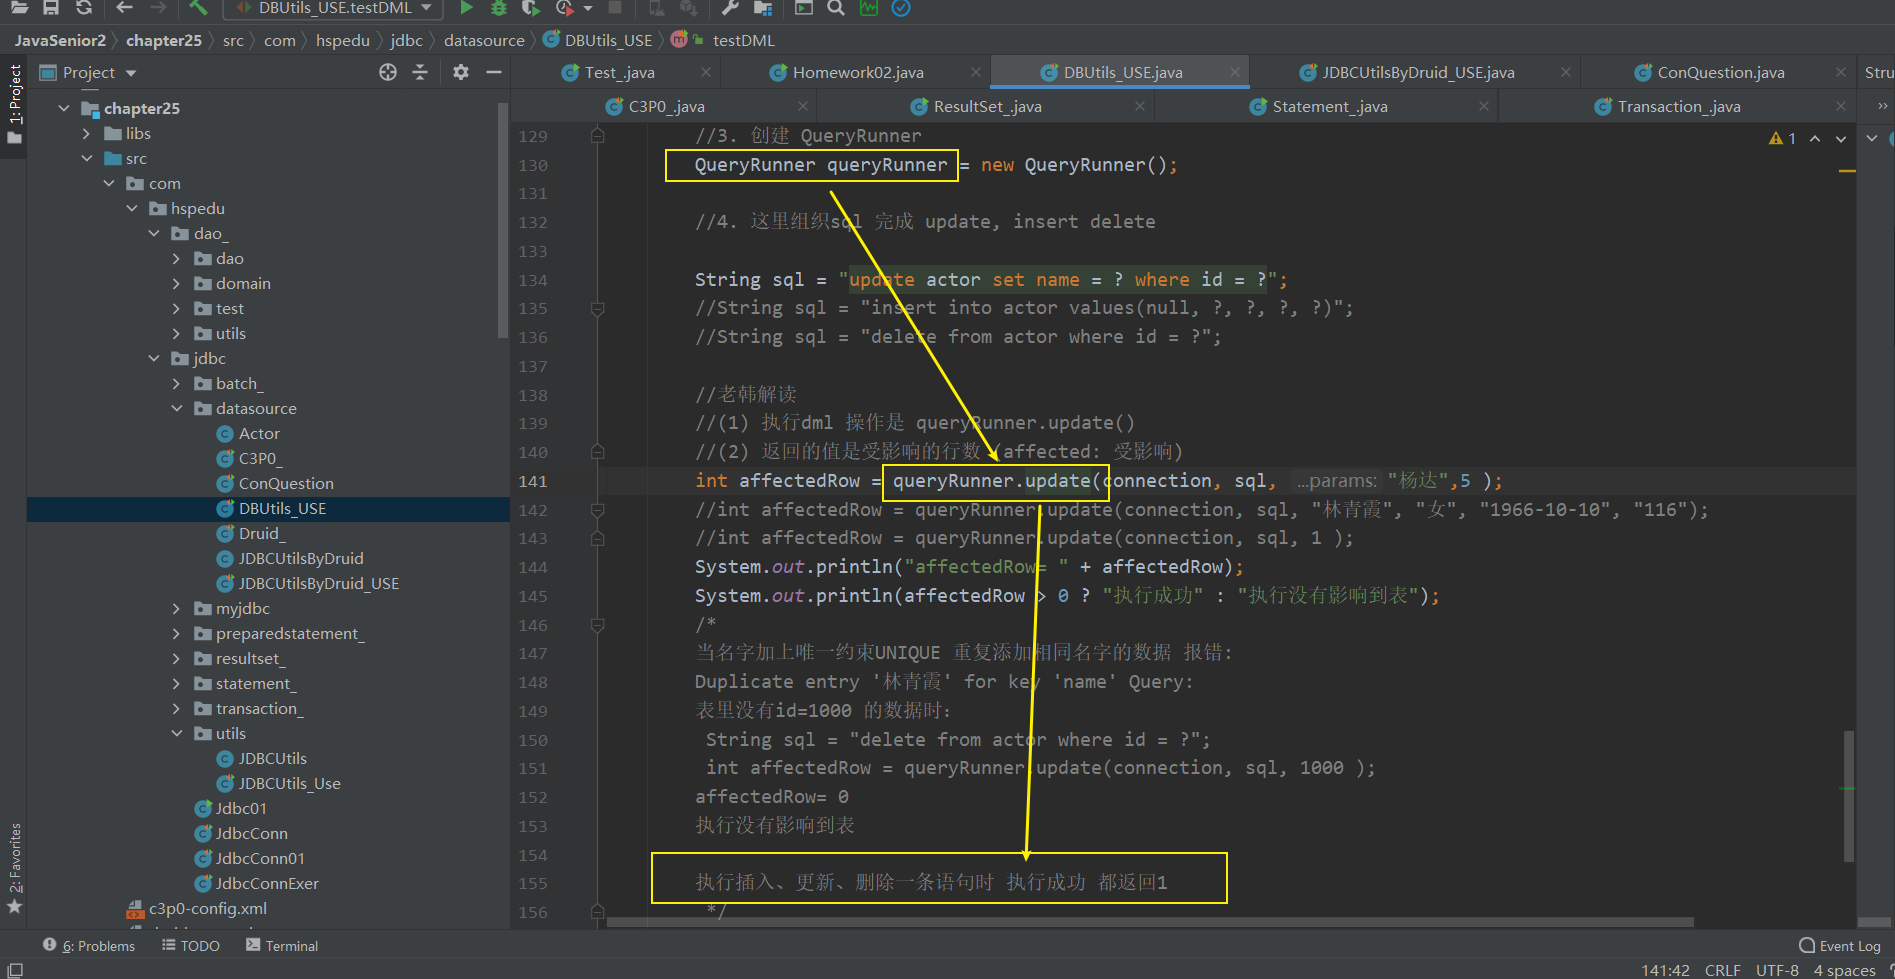 DBUtils_USE.testDML
JavaSenior2 chapter25 src com hspedu jdbc datasource DBUtils_USE testDML
1: Project
Project
Test_.java
Homework02.java
DBUtils_USE.java
JDBCUtilsByDruid_USE.java
ConQuestion.java
Stru
C3P0_.java
ResultSet_.java
Statement_.java
Transaction_.java
chapter25
libs
src
com
hspedu
dao_
dao
domain
test
utils
jdbc
batch_
datasource
Actor
C3P0_
ConQuestion
DBUtils_USE
Druid_
JDBCUtilsByDruid
JDBCUtilsByDruid_USE
myjdbc
preparedstatement_
resultset_
statement_
transaction_
utils
JDBCUtils
JDBCUtils_Use
Jdbc01
JdbcConn
JdbcConn01
JdbcConnExer
c3p0-config.xml
2: Favorites
1
129 //3. 创建 QueryRunner
130 QueryRunner queryRunner = new QueryRunner();
131
132 //4. 这里组织sql 完成 update, insert delete
133
134 String sql = "update actor set name = ? where id = ?";
135 //String sql = "insert into actor values(null, ?, ?, ?, ?)";
136 //String sql = "delete from actor where id = ?";
137
138 //老韩解读
139 //(1) 执行dml 操作是 queryRunner.update()
140 //(2) 返回的值是受影响的行数 (affected: 受影响)
141 int affectedRow = queryRunner.update(connection, sql, ...params: "杨达",5 );
142 //int affectedRow = queryRunner.update(connection, sql, "林青霞", "女", "1966-10-10", "116");
143 //int affectedRow = queryRunner.update(connection, sql, 1 );
144 System.out.println("affectedRow= " + affectedRow);
145 System.out.println(affectedRow > 0 ? "执行成功" : "执行没有影响到表");
146 /*
147 当名字加上唯一约束UNIQUE 重复添加相同名字的数据 报错:
148 Duplicate entry '林青霞' for key 'name' Query:
149 表里没有id=1000 的数据时:
150 String sql = "delete from actor where id = ?";
151 int affectedRow = queryRunner.update(connection, sql, 1000 );
152 affectedRow= 0
153 执行没有影响到表
154
155 执行插入、更新、删除一条语句时 执行成功 都返回1
156 */
6: Problems TODO Terminal
Event Log
141:42 CRLF UTF-8 4 spaces